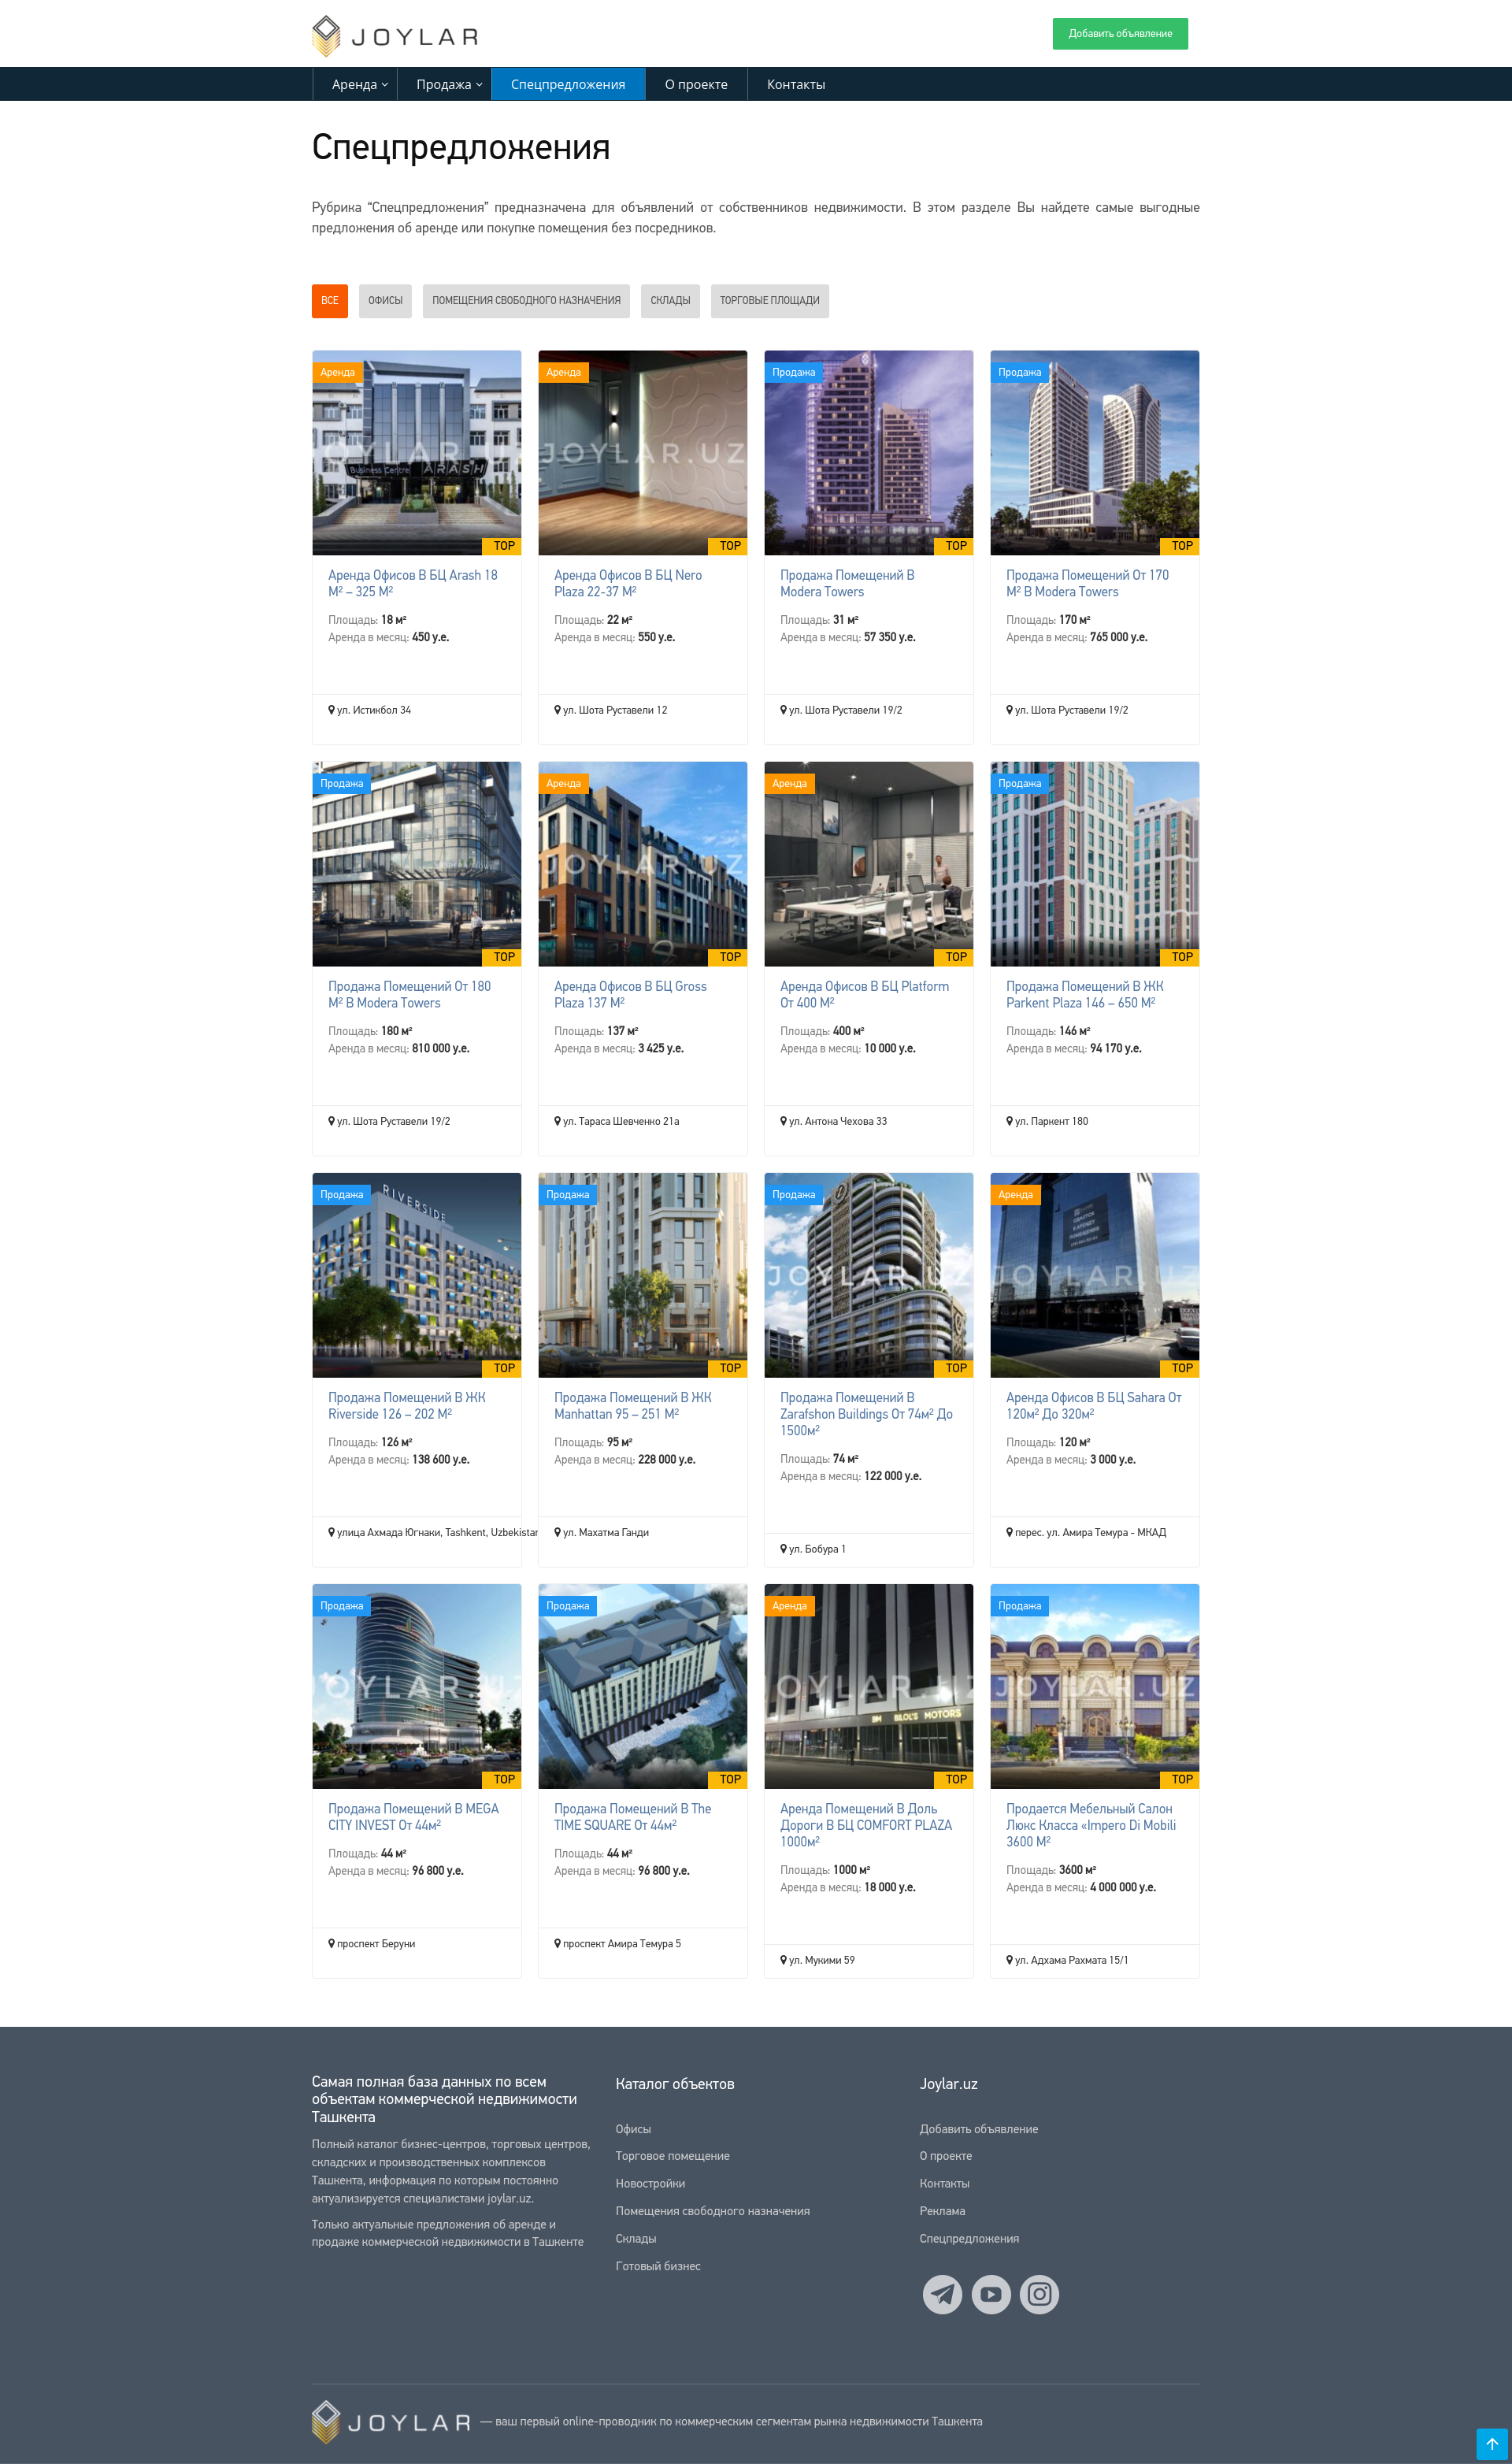 JOYLAR
Добавить объявление
Аренда
Продажа
Спецпредложения
О проекте
Контакты
Спецпредложения
Рубрика “Спецпредложения” предназначена для объявлений от собственников недвижимости. В этом разделе Вы найдете самые выгодные
предложения об аренде или покупке помещения без посредников.
ВСЕ
ОФИСЫ
ПОМЕЩЕНИЯ СВОБОДНОГО НАЗНАЧЕНИЯ
СКЛАДЫ
ТОРГОВЫЕ ПЛОЩАДИ
Аренда
Business Centre ARASH
TOP
Аренда Офисов В БЦ Arash 18
М² – 325 М²
Площадь: 18 м²
Аренда в месяц: 450 у.е.
ул. Истикбол 34
Аренда
JOYLAR.UZ
TOP
Аренда Офисов В БЦ Nero
Plaza 22-37 М²
Площадь: 22 м²
Аренда в месяц: 550 у.е.
ул. Шота Руставели 12
Продажа
TOP
Продажа Помещений В
Modera Towers
Площадь: 31 м²
Аренда в месяц: 57 350 у.е.
ул. Шота Руставели 19/2
Продажа
TOP
Продажа Помещений От 170
М² В Modera Towers
Площадь: 170 м²
Аренда в месяц: 765 000 у.е.
ул. Шота Руставели 19/2
Продажа
TOP
Продажа Помещений От 180
М² В Modera Towers
Площадь: 180 м²
Аренда в месяц: 810 000 у.е.
ул. Шота Руставели 19/2
Аренда
JOYLAR.UZ
TOP
Аренда Офисов В БЦ Gross
Plaza 137 М²
Площадь: 137 м²
Аренда в месяц: 3 425 у.е.
ул. Тараса Шевченко 21а
Аренда
TOP
Аренда Офисов В БЦ Platform
От 400 М²
Площадь: 400 м²
Аренда в месяц: 10 000 у.е.
ул. Антона Чехова 33
Продажа
TOP
Продажа Помещений В ЖК
Parkent Plaza 146 – 650 М²
Площадь: 146 м²
Аренда в месяц: 94 170 у.е.
ул. Паркент 180
Продажа
RIVERSIDE
TOP
Продажа Помещений В ЖК
Riverside 126 – 202 М²
Площадь: 126 м²
Аренда в месяц: 138 600 у.е.
улица Ахмада Югнаки, Tashkent, Uzbekistan
Продажа
TOP
Продажа Помещений В ЖК
Manhattan 95 – 251 М²
Площадь: 95 м²
Аренда в месяц: 228 000 у.е.
ул. Махатма Ганди
Продажа
JOYLAR.UZ
TOP
Продажа Помещений В
Zarafshon Buildings От 74м² До
1500м²
Площадь: 74 м²
Аренда в месяц: 122 000 у.е.
ул. Бобура 1
Аренда
JOYLAR.UZ
TOP
Аренда Офисов В БЦ Sahara От
120м² До 320м²
Площадь: 120 м²
Аренда в месяц: 3 000 у.е.
перес. ул. Амира Темура - МКАД
Продажа
JOYLAR.UZ
TOP
Продажа Помещений В MEGA
CITY INVEST От 44м²
Площадь: 44 м²
Аренда в месяц: 96 800 у.е.
проспект Беруни
Продажа
TOP
Продажа Помещений В The
TIME SQUARE От 44м²
Площадь: 44 м²
Аренда в месяц: 96 800 у.е.
проспект Амира Темура 5
Аренда
JOYLAR.UZ
BILOL'S MOTORS
TOP
Аренда Помещений В Доль
Дороги В БЦ COMFORT PLAZA
1000м²
Площадь: 1000 м²
Аренда в месяц: 18 000 у.е.
ул. Мукими 59
Продажа
JOYLAR.UZ
TOP
Продается Мебельный Салон
Люкс Класса «Impero Di Mobili
3600 М²
Площадь: 3600 м²
Аренда в месяц: 4 000 000 у.е.
ул. Адхама Рахмата 15/1
Самая полная база данных по всем
объектам коммерческой недвижимости
Ташкента
Полный каталог бизнес-центров, торговых центров,
складских и производственных комплексов
Ташкента, информация по которым постоянно
актуализируется специалистами joylar.uz.
Только актуальные предложения об аренде и
продаже коммерческой недвижимости в Ташкенте
Каталог объектов
Офисы
Торговое помещение
Новостройки
Помещения свободного назначения
Склады
Готовый бизнес
Joylar.uz
Добавить объявление
О проекте
Контакты
Реклама
Спецпредложения
JOYLAR
— ваш первый online-проводник по коммерческим сегментам рынка недвижимости Ташкента